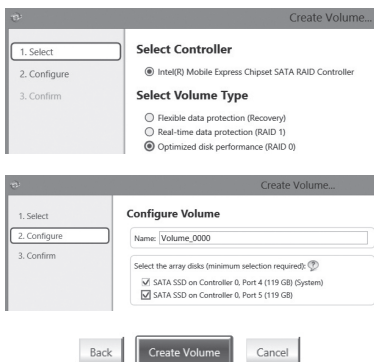 Create Volume...
1. Select
2. Configure
3. Confirm
Select Controller
Intel(R) Mobile Express Chipset SATA RAID Controller
Select Volume Type
Flexible data protection (Recovery)
Real-time data protection (RAID 1)
Optimized disk performance (RAID 0)
Create Volume...
1. Select
2. Configure
3. Confirm
Configure Volume
Name: Volume_0000
Select the array disks (minimum selection required): ?
SATA SSD on Controller 0, Port 4 (119 GB) (System)
SATA SSD on Controller 0, Port 5 (119 GB)
Back Create Volume Cancel